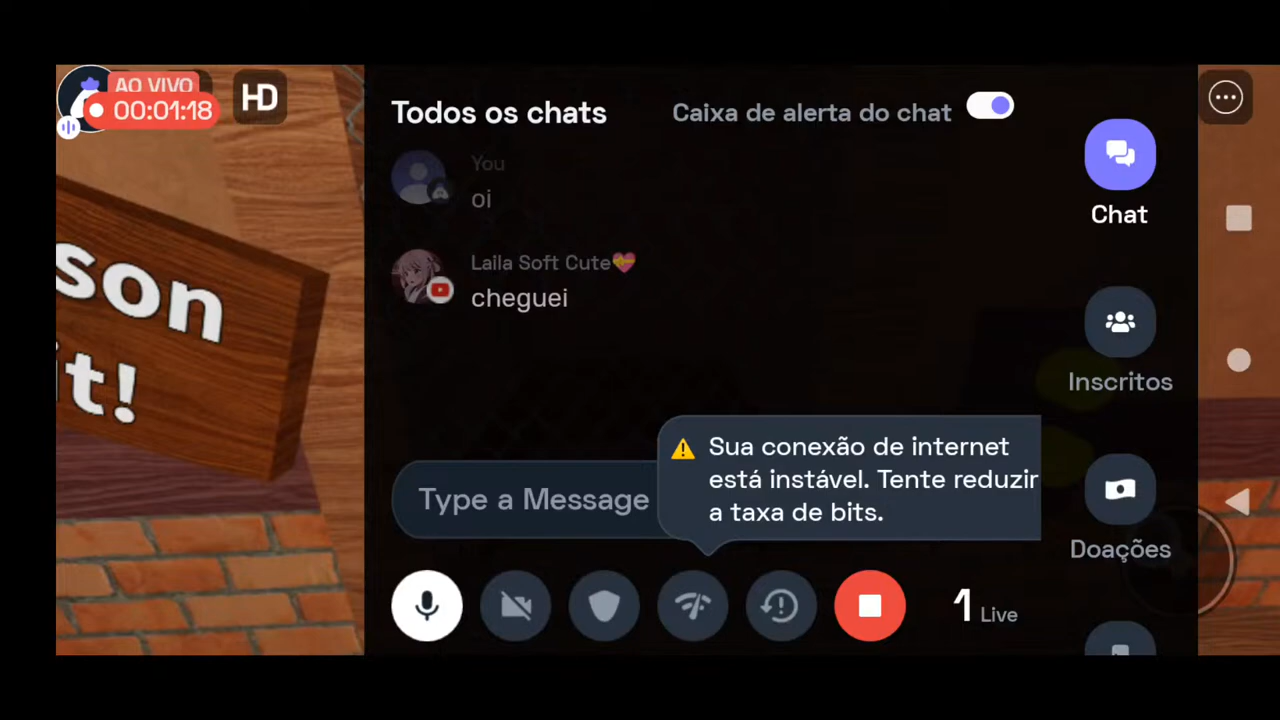 AO VIVO
00:01:18
HD
son
it!
Todos os chats
Caixa de alerta do chat
You
oi
Laila Soft Cute💝
cheguei
Type a Message
⚠️ Sua conexão de internet
está instável. Tente reduzir
a taxa de bits.
1 Live
Chat
Inscritos
Doações